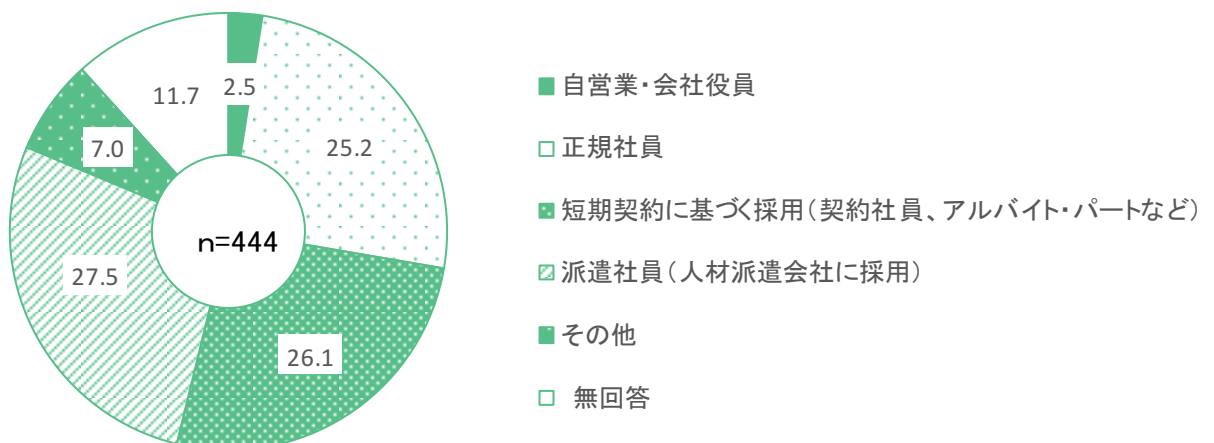 2.5
25.2
26.1
27.5
7.0
11.7
n=444
自営業・会社役員
正規社員
短期契約に基づく採用(契約社員、アルバイト・パートなど)
派遣社員(人材派遣会社に採用)
その他
無回答